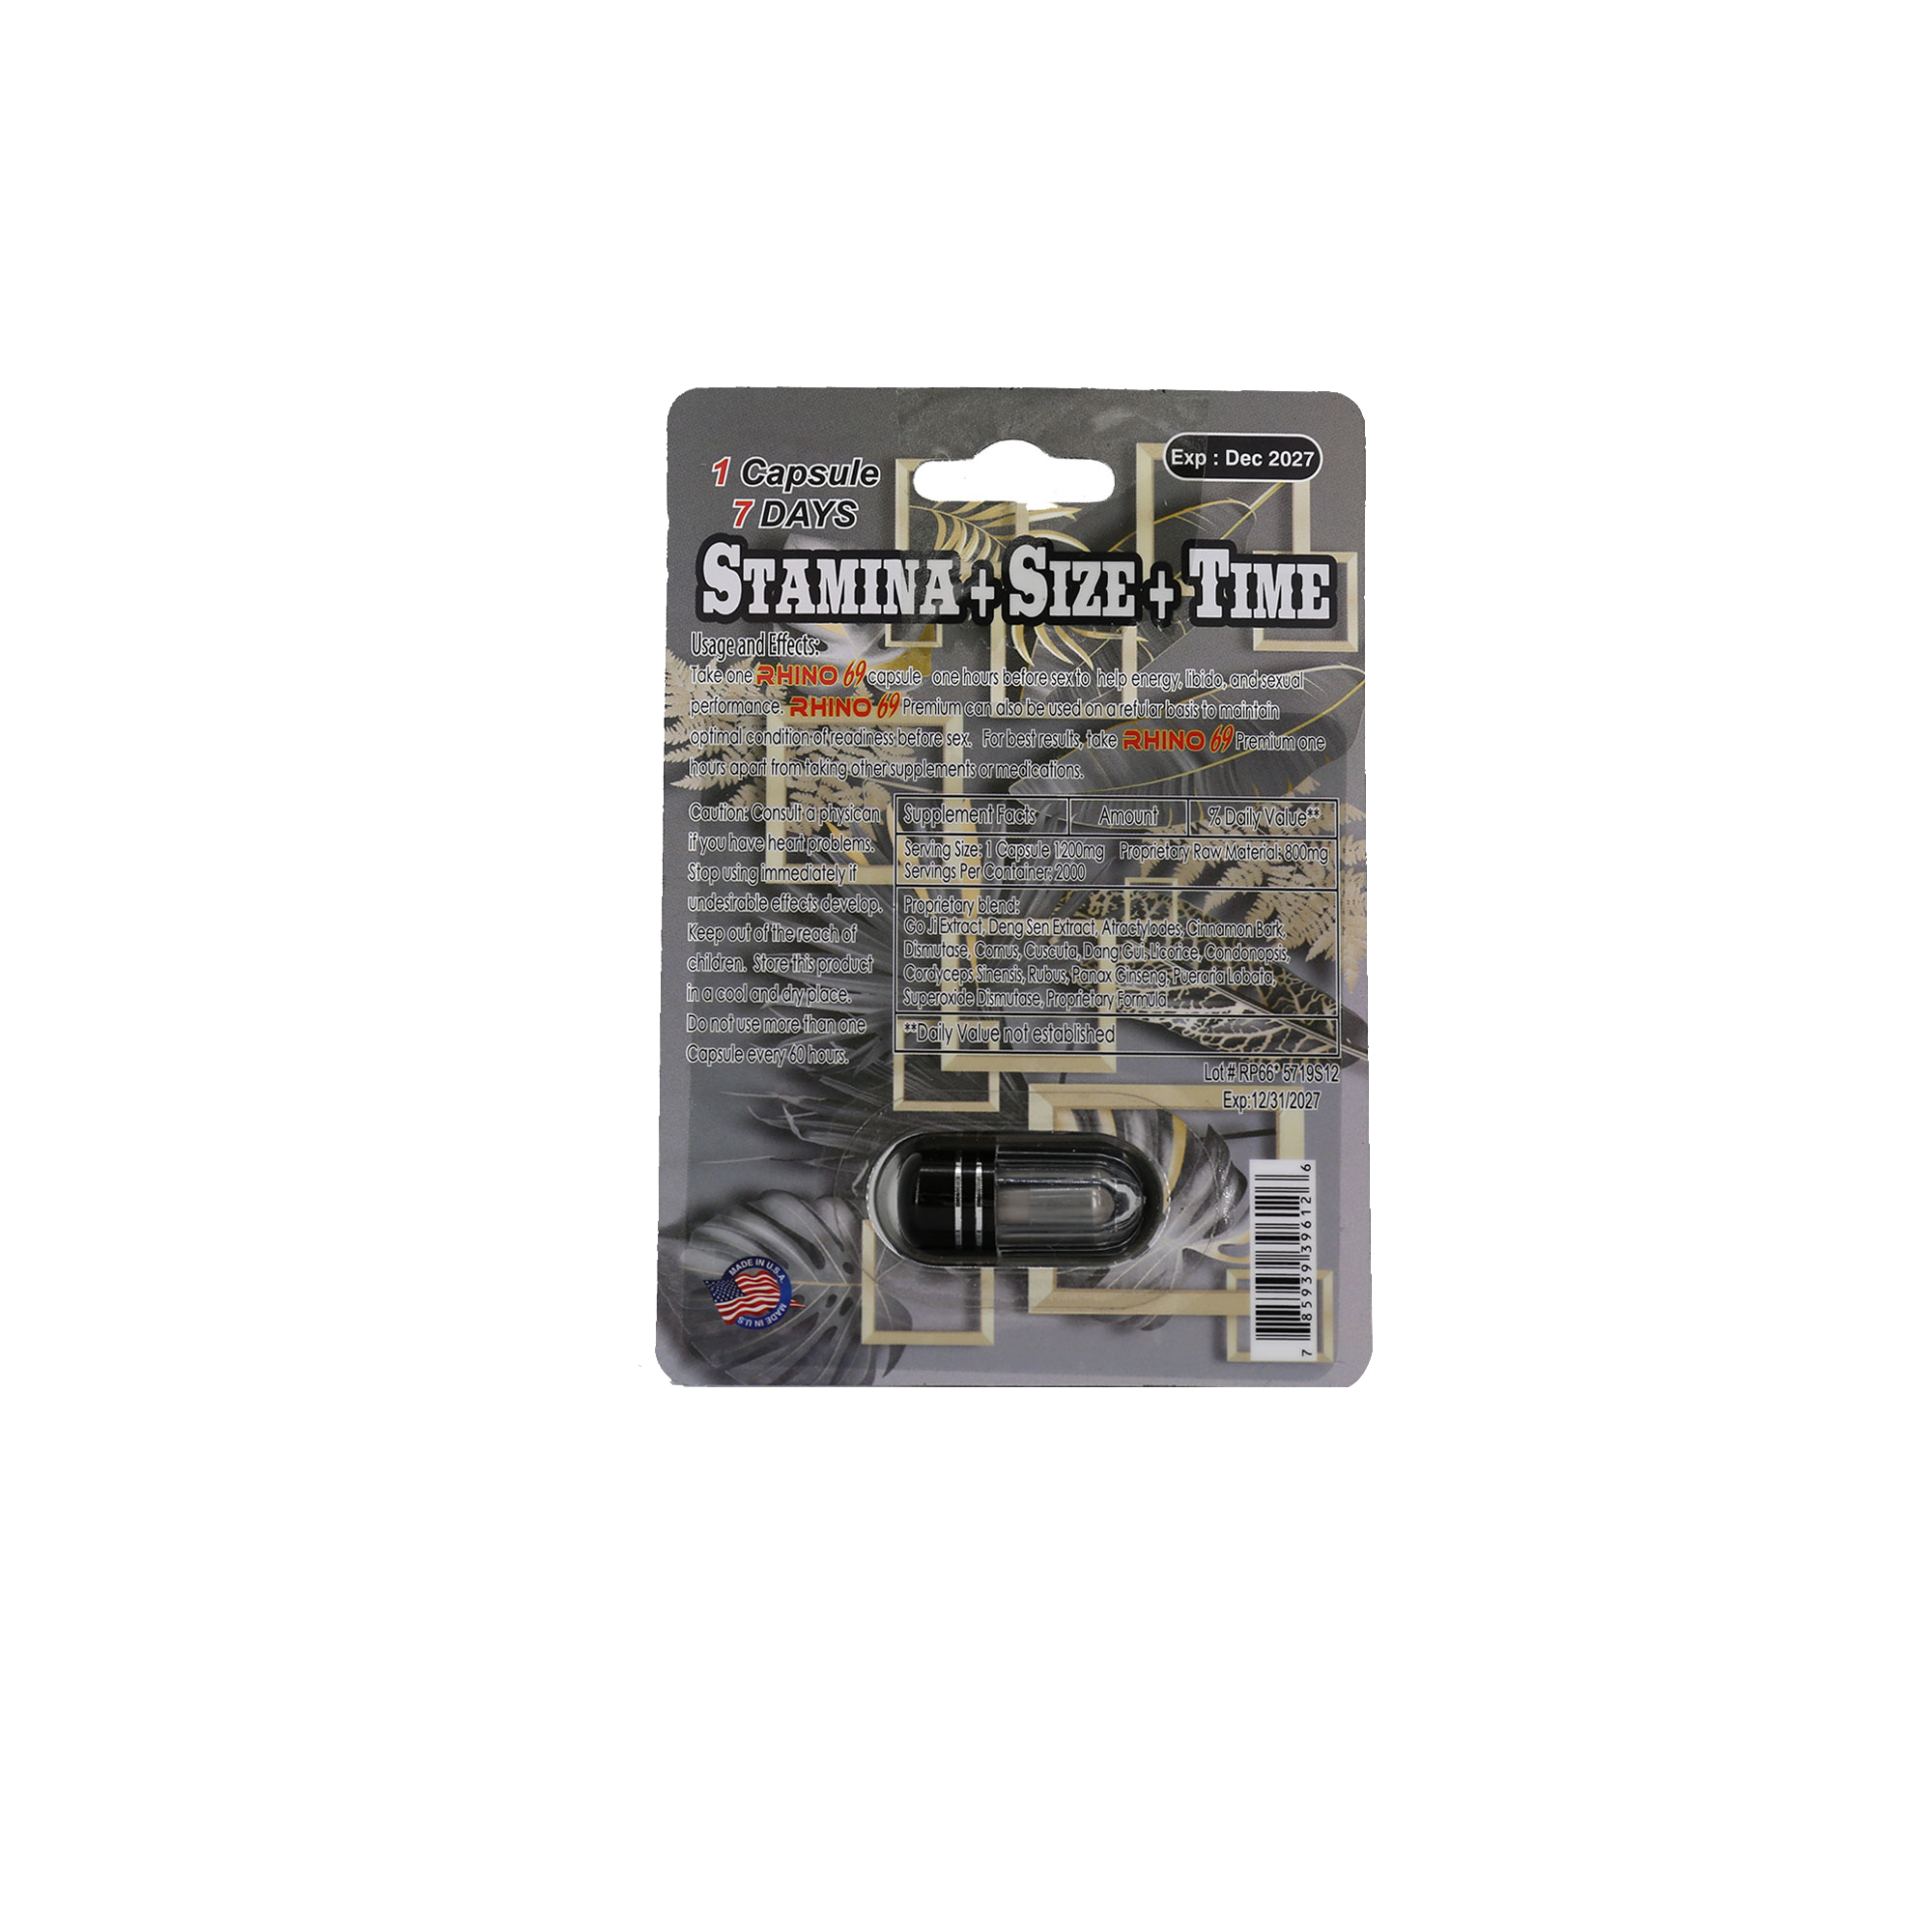 1 Capsule
7 DAYS
Exp : Dec 2027
STAMINA + SIZE + TIME
Usage and Effects:
Take one RHINO 69 capsule one hours before sex to help energy, libido, and sexual
performance. RHINO 69 Premium can also be used on a refular basis to maintain
optimal condition of readiness before sex. For best results, take RHINO 69 Premium one
hours apart from taking other supplements or medications.
Caution: Consult a physican
if you have heart problems.
Stop using immediately if
undesirable effects develop.
Keep out of the reach of
children. Store this product
in a cool and dry place.
Do not use more than one
Capsule every 60 hours.
Supplement Facts Amount % Daily Value**
Serving Size: 1 Capsule 1200mg Proprietary Raw Material: 800mg
Servings Per Container: 2000
Proprietary blend:
Go Ji Extract, Deng Sen Extract, Atractylodes, Cinnamon Bark,
Dismutase, Cornus, Cuscuta, Dang Gui, Licorice, Condonopsis,
Cordyceps Sinensis, Rubus, Panax Ginseng, Pueraria Lobata,
Superoxide Dismutase, Proprietary Formula
**Daily Value not established
Lot # RP66* 5719S12
Exp:12/31/2027
MADE IN U.S.A.
MADE IN U.S
7 85939 39612 6